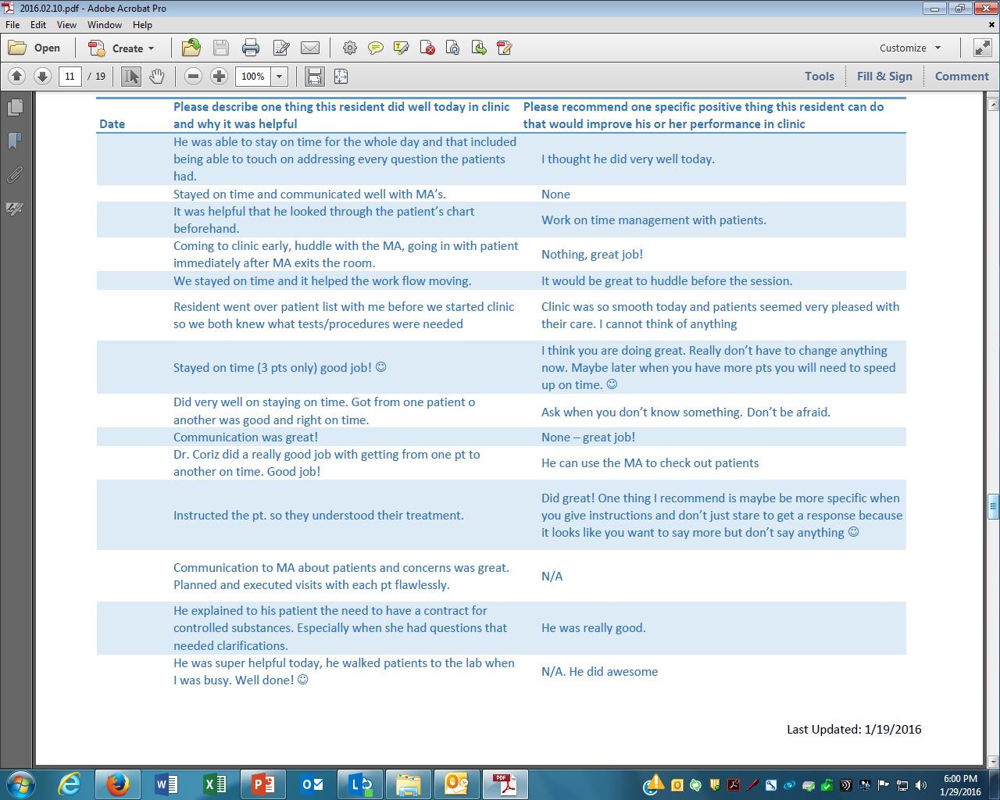 2016.02.10.pdf - Adobe Acrobat Pro
File Edit View Window Help
Open Create Customize
11 / 19 100% Tools Fill & Sign Comment
Please describe one thing this resident did well today in clinic Please recommend one specific positive thing this resident can do
Date and why it was helpful that would improve his or her performance in clinic
He was able to stay on time for the whole day and that included
being able to touch on addressing every question the patients
had.
I thought he did very well today.
Stayed on time and communicated well with MA's. None
It was helpful that he looked through the patient's chart
beforehand.
Work on time management with patients.
Coming to clinic early, huddle with the MA, going in with patient
immediately after MA exits the room.
Nothing, great job!
We stayed on time and it helped the work flow moving. It would be great to huddle before the session.
Resident went over patient list with me before we started clinic
so we both knew what tests/procedures were needed
Clinic was so smooth today and patients seemed very pleased with
their care. I cannot think of anything
Stayed on time (3 pts only) good job! ☺
I think you are doing great. Really don't have to change anything
now. Maybe later when you have more pts you will need to speed
up on time. ☺
Did very well on staying on time. Got from one patient o
another was good and right on time.
Ask when you don't know something. Don't be afraid.
Communication was great! None – great job!
Dr. Coriz did a really good job with getting from one pt to
another on time. Good job!
He can use the MA to check out patients
Instructed the pt. so they understood their treatment.
Did great! One thing I recommend is maybe be more specific when
you give instructions and don't just stare to get a response because
it looks like you want to say more but don't say anything ☺
Communication to MA about patients and concerns was great.
Planned and executed visits with each pt flawlessly.
N/A
He explained to his patient the need to have a contract for
controlled substances. Especially when she had questions that
needed clarifications.
He was really good.
He was super helpful today, he walked patients to the lab when
I was busy. Well done! ☺
N/A. He did awesome
Last Updated: 1/19/2016
6:00 PM
1/29/2016